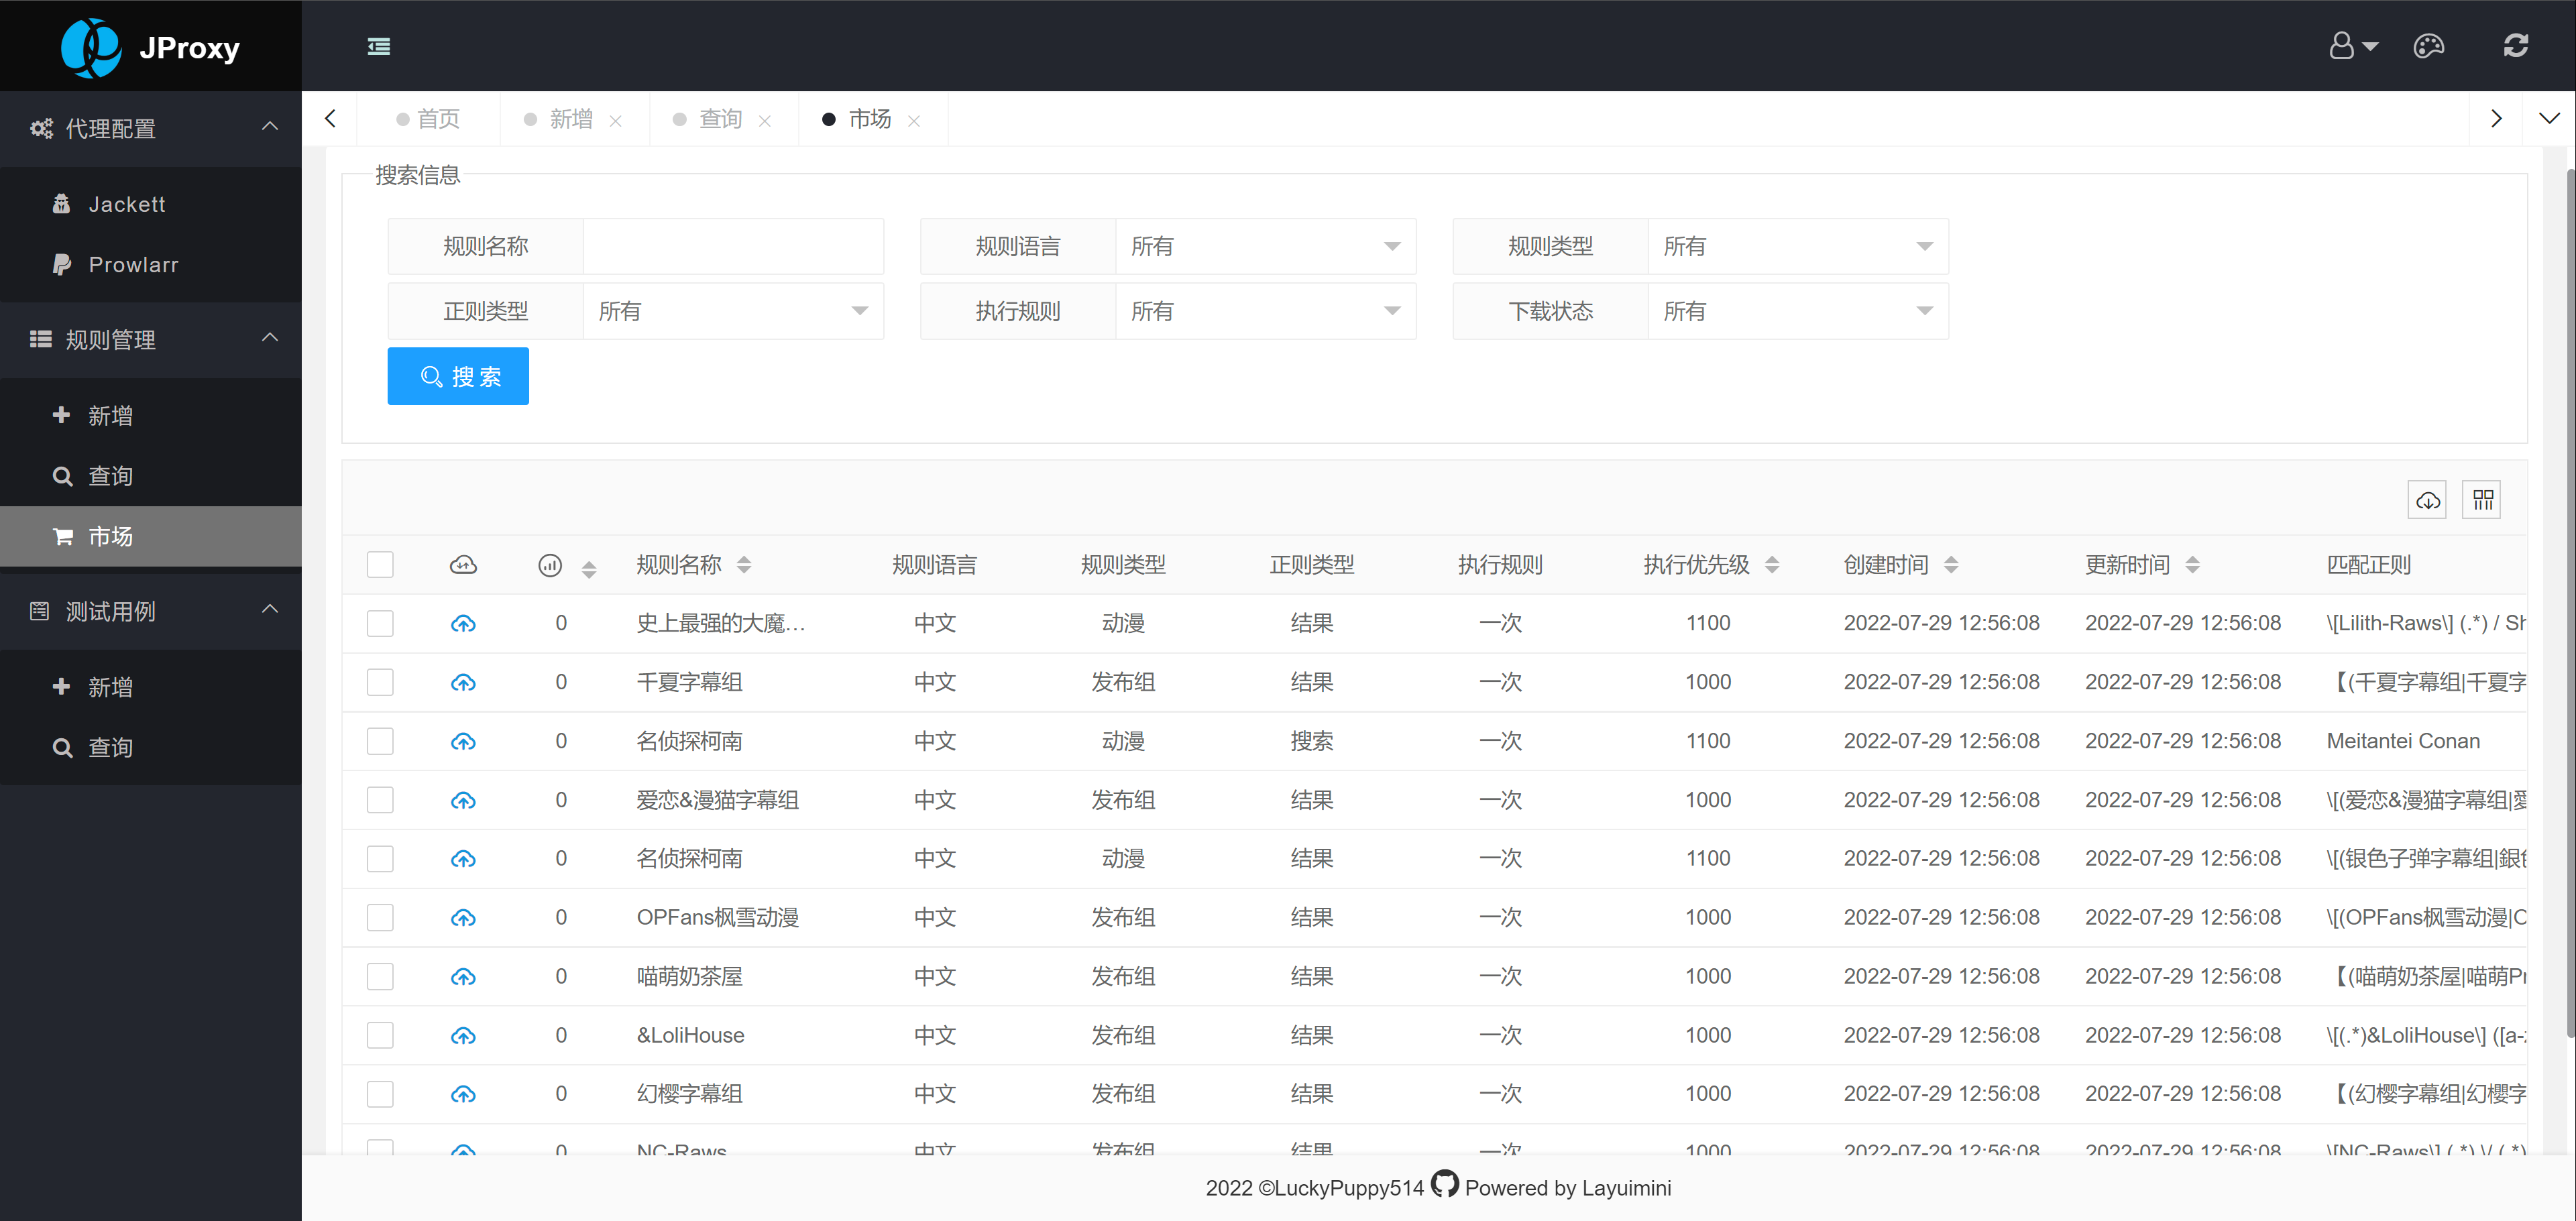 JProxy
代理配置
Jackett
Prowlarr
规则管理
新增
查询
市场
测试用例
新增
查询
首页 新增 查询 市场
搜索信息
规则名称 规则语言 所有 规则类型 所有
正则类型 所有 执行规则 所有 下载状态 所有
搜 索
规则名称 规则语言 规则类型 正则类型 执行规则 执行优先级 创建时间 更新时间 匹配正则
0 史上最强的大魔... 中文 动漫 结果 一次 1100 2022-07-29 12:56:08 2022-07-29 12:56:08 \[Lilith-Raws\] (.*) / Sh
0 千夏字幕组 中文 发布组 结果 一次 1000 2022-07-29 12:56:08 2022-07-29 12:56:08 【(千夏字幕组|千夏字
0 名侦探柯南 中文 动漫 搜索 一次 1100 2022-07-29 12:56:08 2022-07-29 12:56:08 Meitantei Conan
0 爱恋&漫猫字幕组 中文 发布组 结果 一次 1000 2022-07-29 12:56:08 2022-07-29 12:56:08 \[(爱恋&漫猫字幕组|
0 名侦探柯南 中文 动漫 结果 一次 1100 2022-07-29 12:56:08 2022-07-29 12:56:08 \[(银色子弹字幕组|銀
0 OPFans枫雪动漫 中文 发布组 结果 一次 1000 2022-07-29 12:56:08 2022-07-29 12:56:08 \[(OPFans枫雪动漫|
0 喵萌奶茶屋 中文 发布组 结果 一次 1000 2022-07-29 12:56:08 2022-07-29 12:56:08 【(喵萌奶茶屋|喵萌Pr
0 &LoliHouse 中文 发布组 结果 一次 1000 2022-07-29 12:56:08 2022-07-29 12:56:08 \[(.*)&LoliHouse\] ([a-
0 幻樱字幕组 中文 发布组 结果 一次 1000 2022-07-29 12:56:08 2022-07-29 12:56:08 【(幻樱字幕组|幻櫻字
0 NC-Raws 中文 发布组 结果 一次 1000 2022-07-29 12:56:08 2022-07-29 12:56:08 \[NC-Raws\] (.*) \/ (.*)
2022 ©LuckyPuppy514 Powered by Layuimini